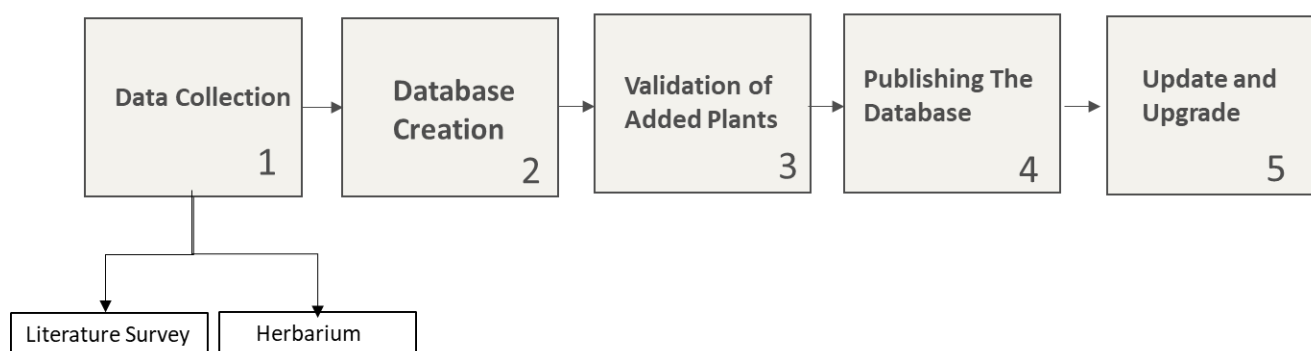 Data Collection
1
Database
Creation
2
Validation of
Added Plants
3
Publishing The
Database
4
Update and
Upgrade
5
Literature Survey
Herbarium